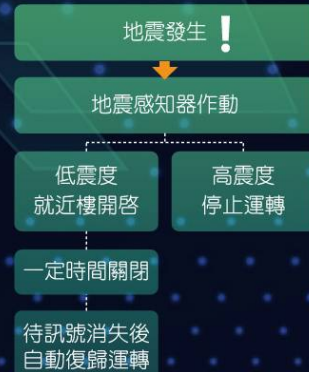 地震發生！
地震感知器作動
低震度
就近樓開啓
高震度
停止運轉
一定時間關閉
待訊號消失後
自動復歸運轉